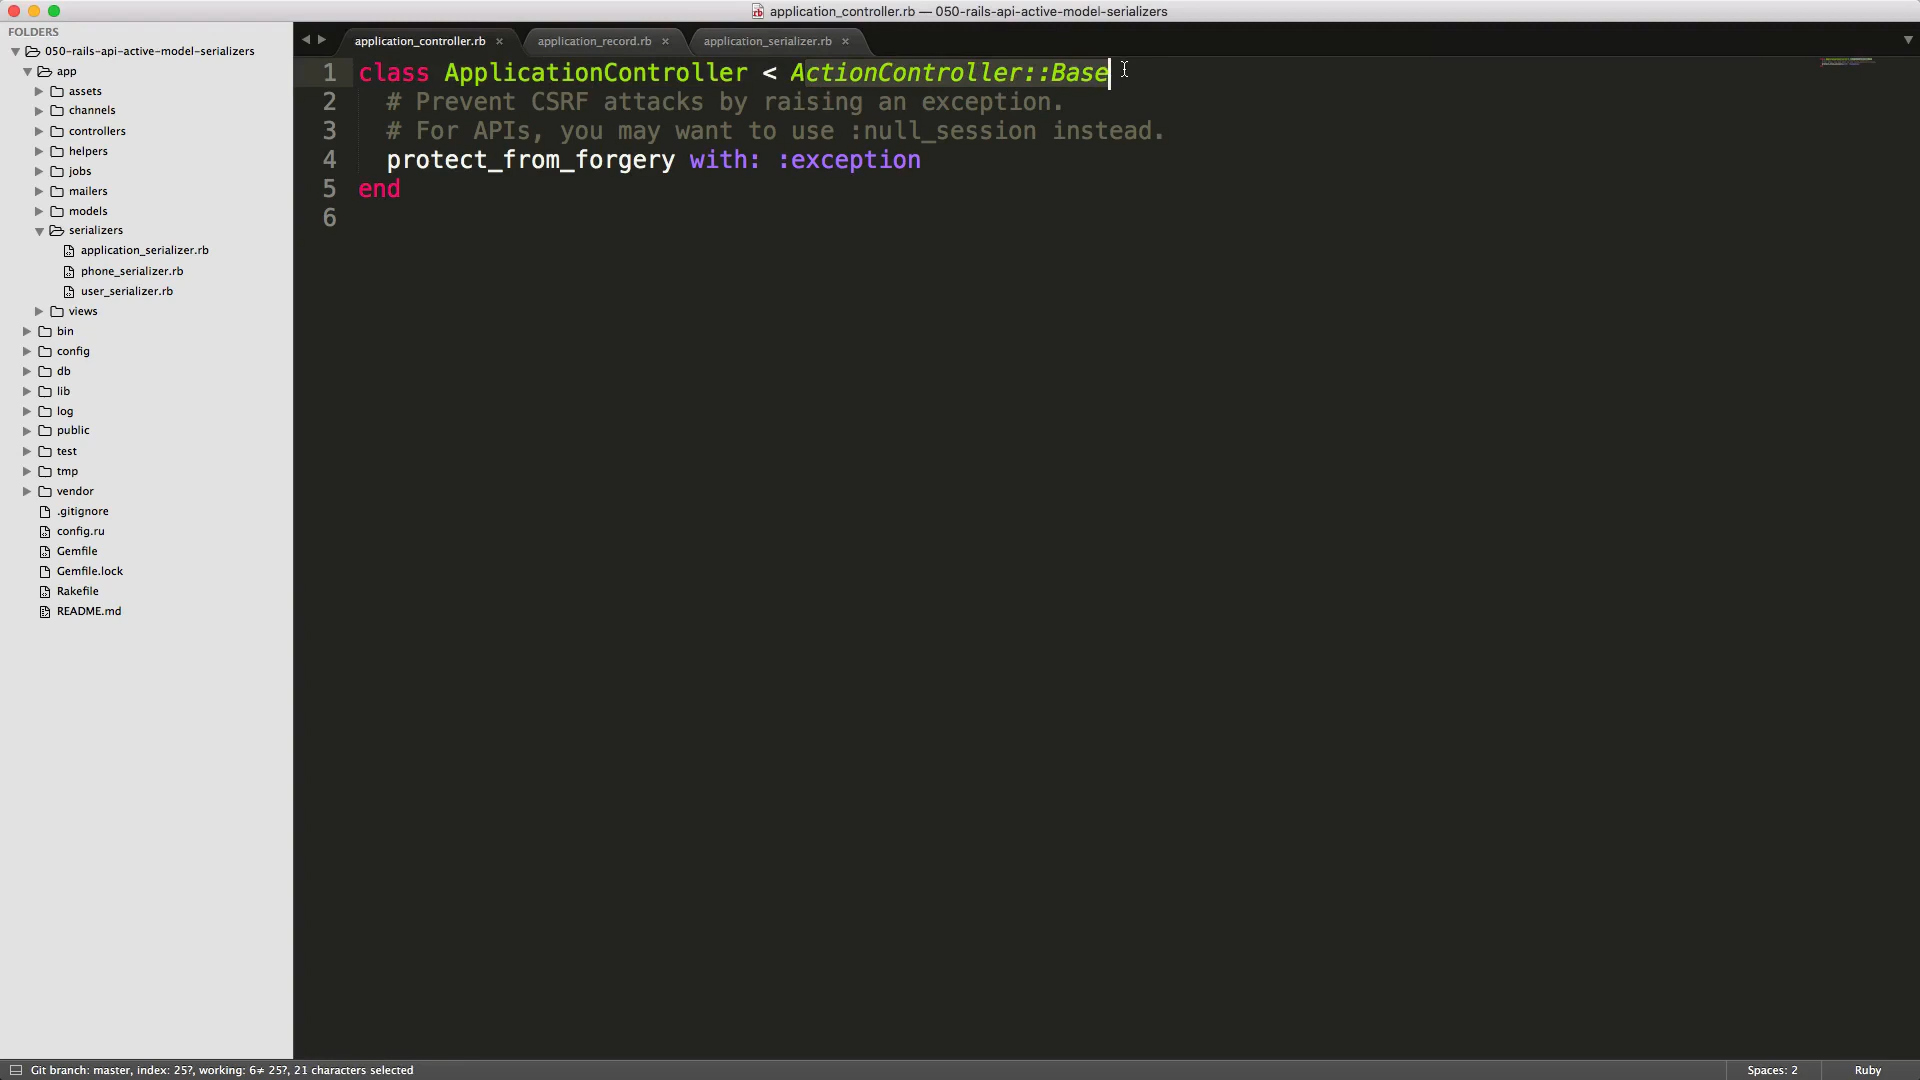 application_controller.rb — 050-rails-api-active-model-serializers
FOLDERS
050-rails-api-active-model-serializers
app
assets
channels
controllers
helpers
jobs
mailers
models
serializers
application_serializer.rb
phone_serializer.rb
user_serializer.rb
views
bin
config
db
lib
log
public
test
tmp
vendor
.gitignore
config.ru
Gemfile
Gemfile.lock
Rakefile
README.md
application_controller.rb × application_record.rb × application_serializer.rb ×
1 class ApplicationController < ActionController::Base
2 # Prevent CSRF attacks by raising an exception.
3 # For APIs, you may want to use :null_session instead.
4 protect_from_forgery with: :exception
5 end
6
Git branch: master, index: 25?, working: 6≠ 25?, 21 characters selected Spaces: 2 Ruby